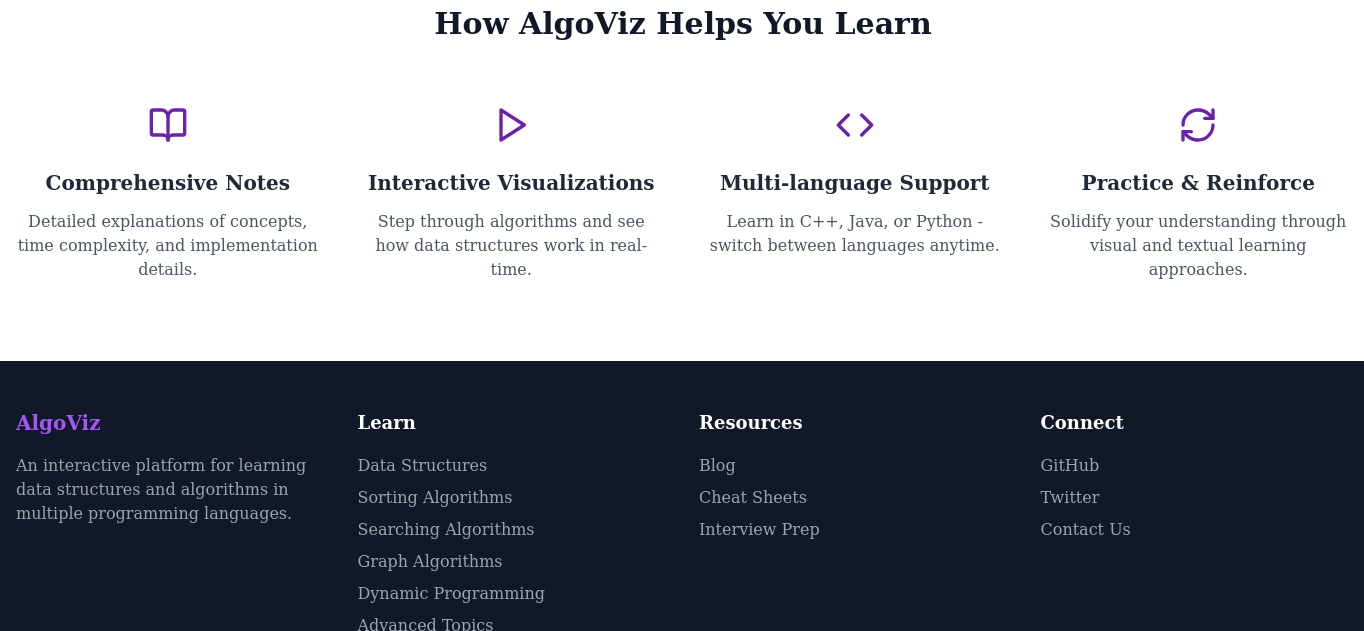 How AlgoViz Helps You Learn
Comprehensive Notes
Detailed explanations of concepts,
time complexity, and implementation
details.
Interactive Visualizations
Step through algorithms and see
how data structures work in real-
time.
Multi-language Support
Learn in C++, Java, or Python -
switch between languages anytime.
Practice & Reinforce
Solidify your understanding through
visual and textual learning
approaches.
AlgoViz
An interactive platform for learning
data structures and algorithms in
multiple programming languages.
Learn
Data Structures
Sorting Algorithms
Searching Algorithms
Graph Algorithms
Dynamic Programming
Advanced Topics
Resources
Blog
Cheat Sheets
Interview Prep
Connect
GitHub
Twitter
Contact Us